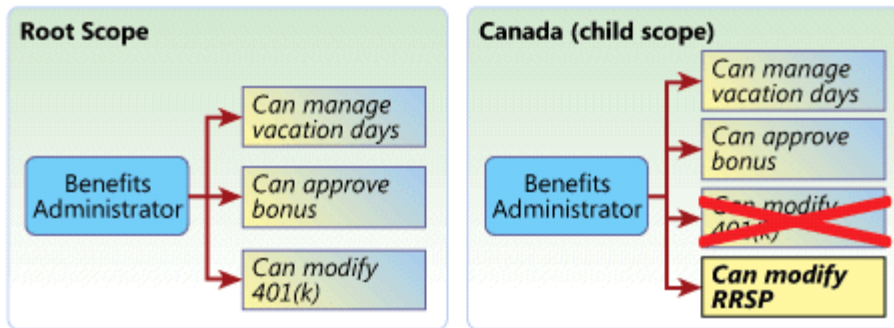 Root Scope
Benefits
Administrator
Can manage
vacation days
Can approve
bonus
Can modify
401(k)
Canada (child scope)
Benefits
Administrator
Can manage
vacation days
Can approve
bonus
Can modify
401(k)
Can modify
RRSP